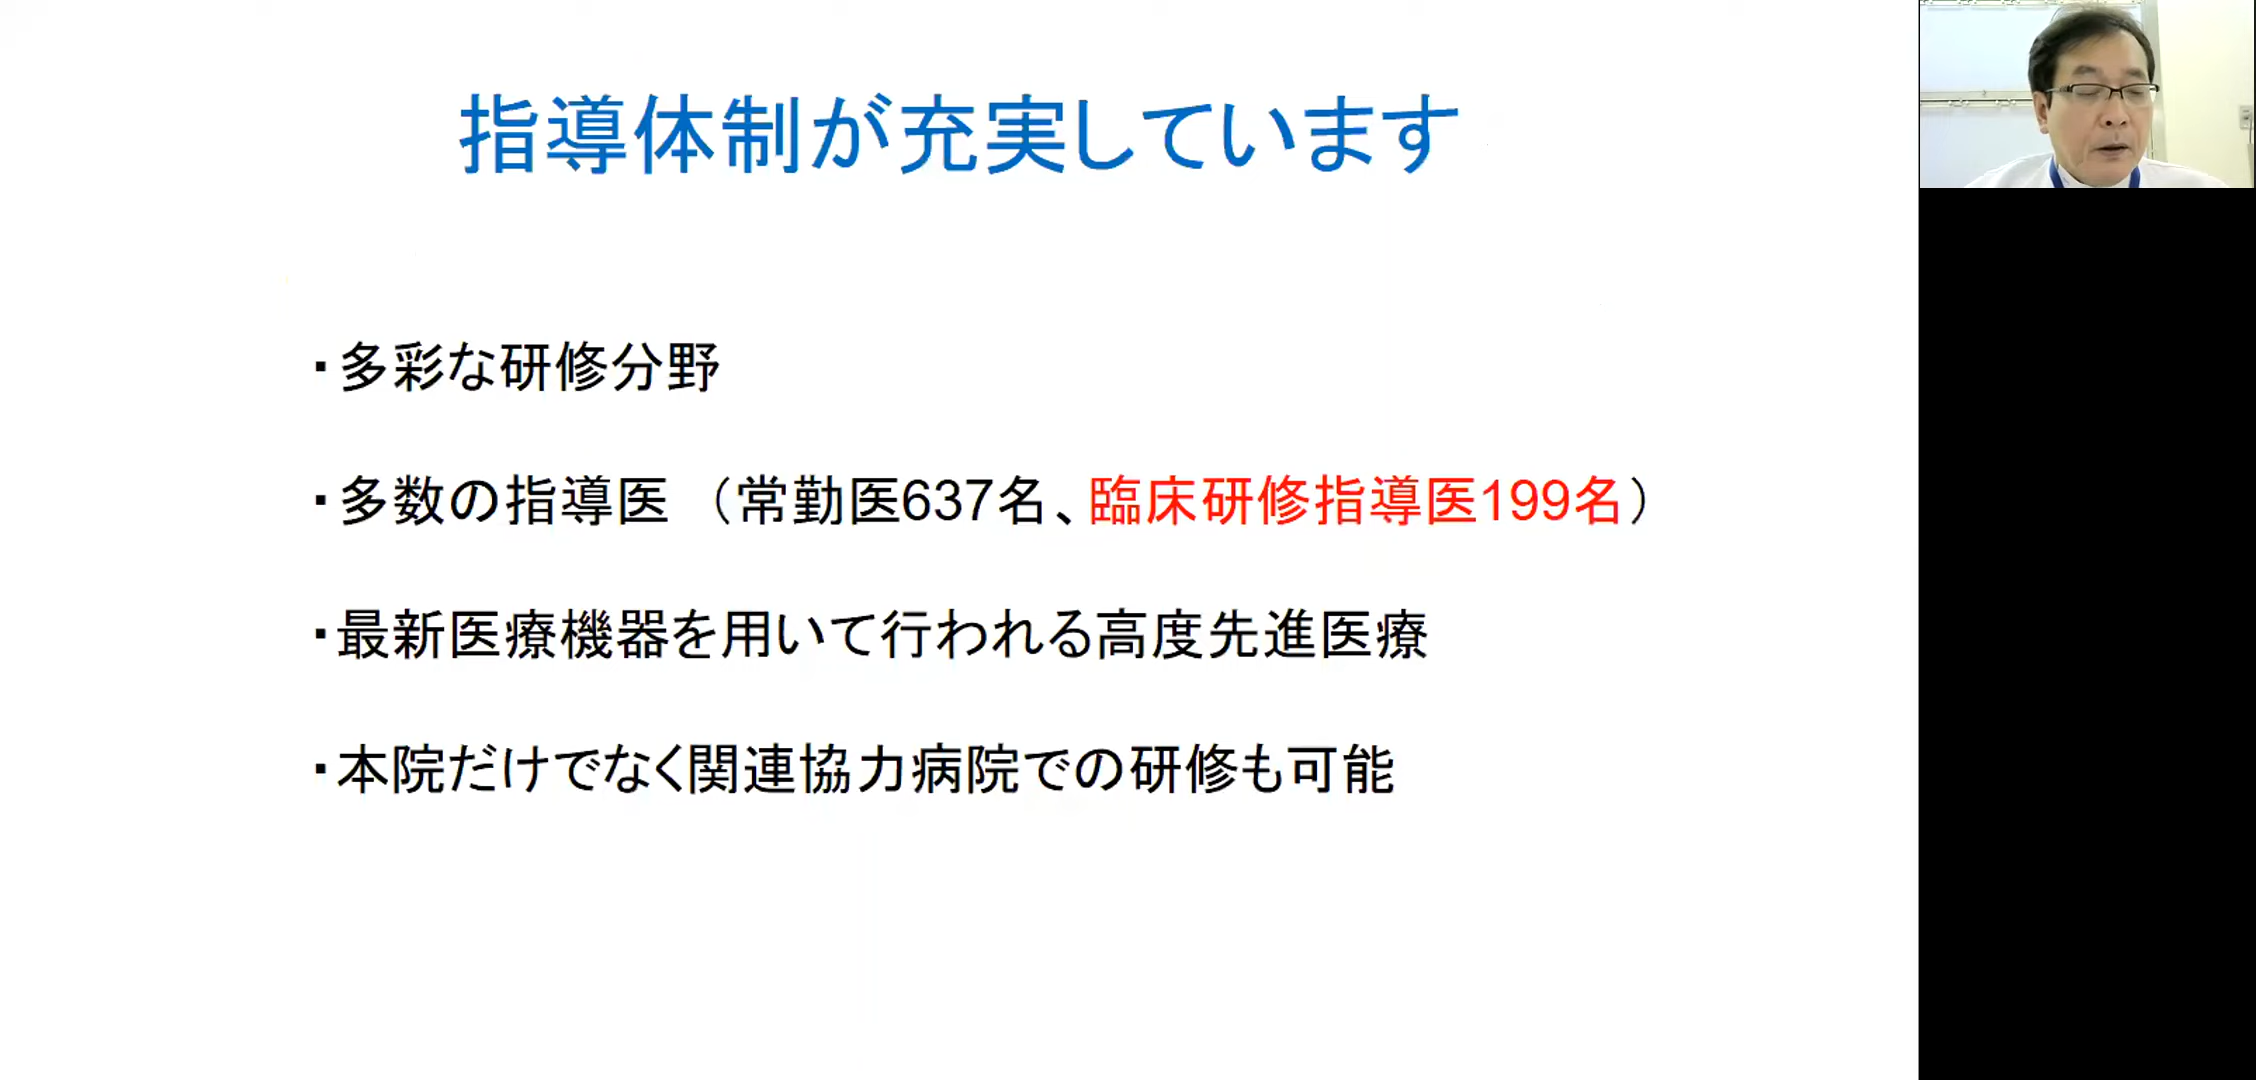 指導体制が充実しています
・多彩な研修分野
・多数の指導医　（常勤医637名、臨床研修指導医199名）
・最新医療機器を用いて行われる高度先進医療
・本院だけでなく関連協力病院での研修も可能